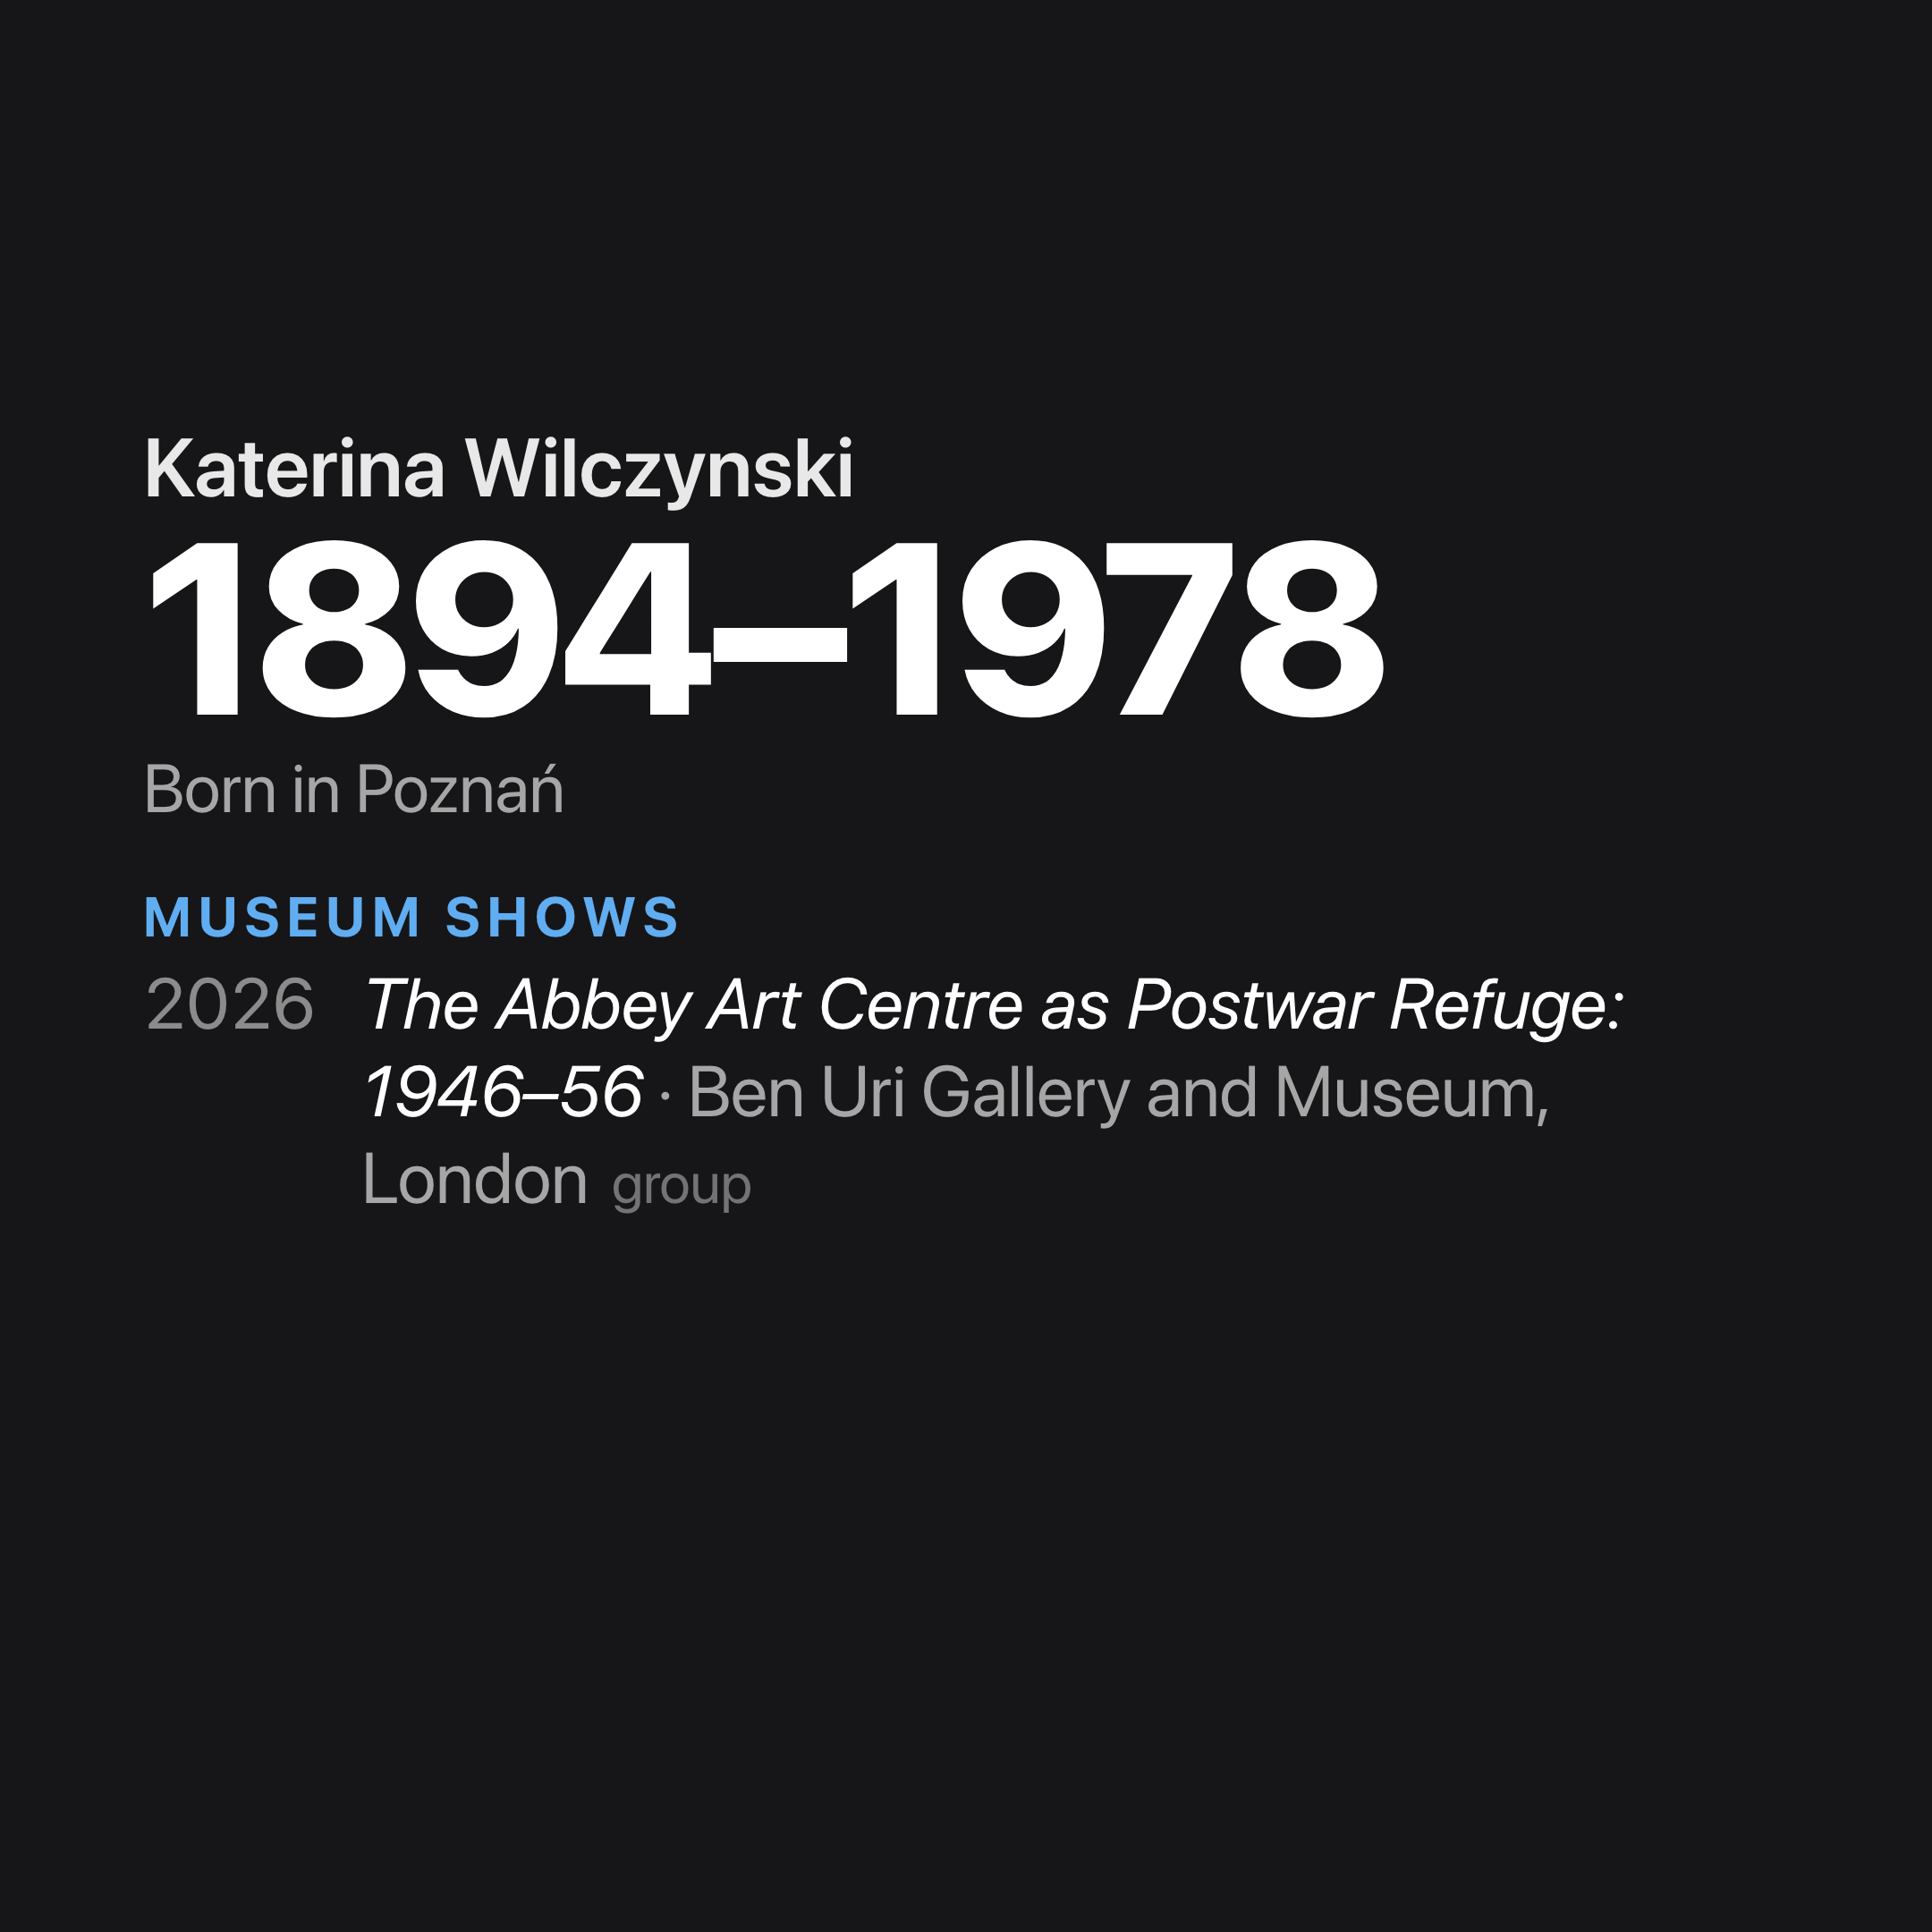 Katerina Wilczynski
1894–1978
Born in Poznań
MUSEUM SHOWS
2026 The Abbey Art Centre as Postwar Refuge:
1946–56 · Ben Uri Gallery and Museum,
London group